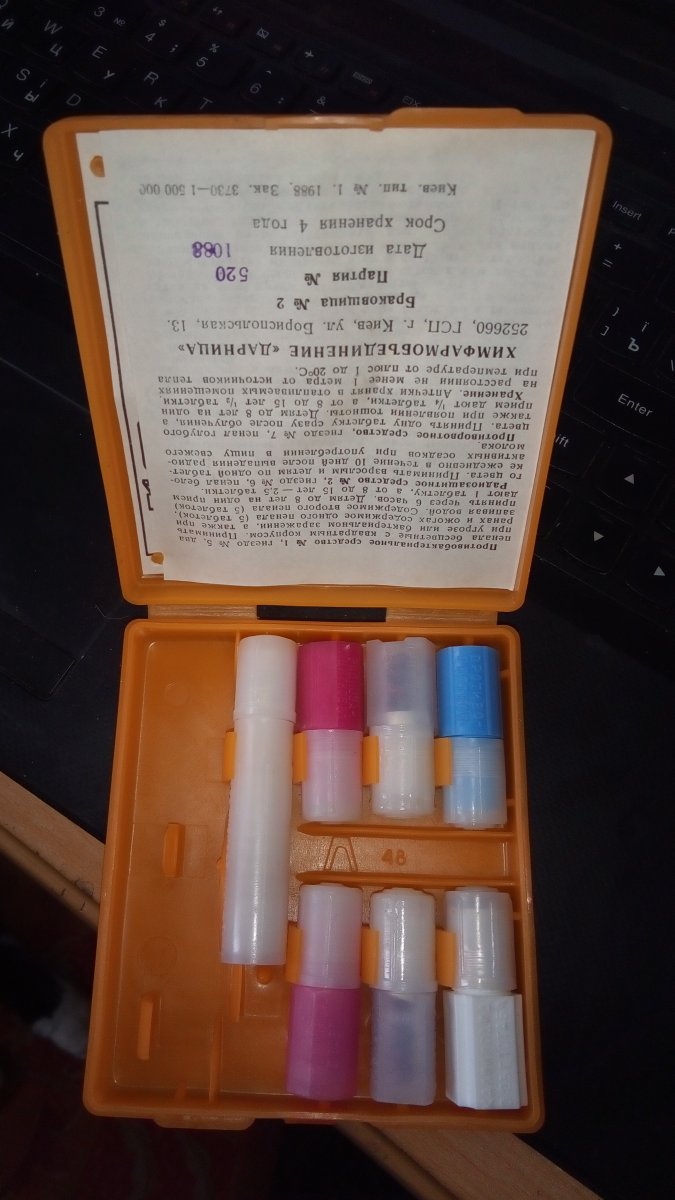 Противобактериальное средство № 1, гнездо № 5, два
пенала бесцветные с квадратным корпусом. Принимать
при угрозе или бактериальном заражении, а также при
ранах и ожогах содержимое одного пенала (5 таблеток),
запивая водой. Содержимое второго пенала (5 таблеток)
принять через 6 часов. Детям до 8 лет на один прием
дают 1 таблетку, а от 8 до 15 лет — 2,5 таблетки.
Радиозащитное средство № 2, гнездо № 6, пенал бело-
го цвета. Принимать взрослым и детям по одной таблет-
ке ежедневно в течение 10 дней после выпадения радио-
активных осадков при употреблении в пищу свежего
молока.
Противорвотное средство, гнездо № 7, пенал голубого
цвета. Принять одну таблетку сразу после облучения, а
также при появлении тошноты. Детям до 8 лет на один
прием дают ¼ таблетки, а от 8 до 15 лет ½ таблетки.
Хранение. Аптечки хранят в отапливаемых помещениях
на расстоянии не менее 1 метра от источников тепла
при температуре от плюс 1 до 20°С.
ХИМФАРМОБЪЕДИНЕНИЕ «ДАРНИЦА»
252660, ГСП, г. Киев, ул. Бориспольская, 13.
Браковщица № 2
Партия № 520
Дата изготовления 1088
Срок хранения 4 года
Киев. тип. № 1. 1988. Зак. 3730—1 500 000
48
Insert
Enter